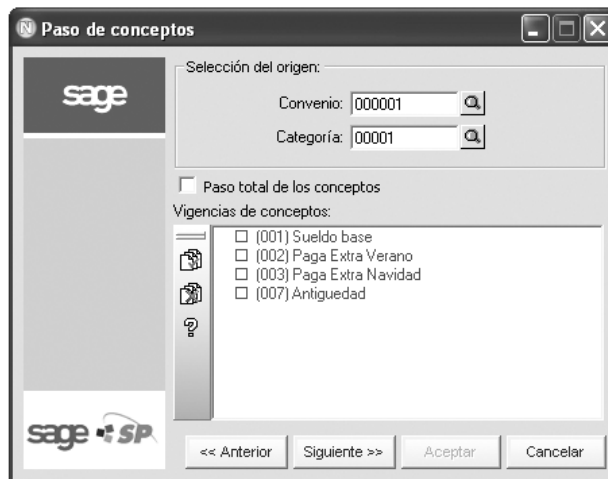 Paso de conceptos
sage
Selección del origen:
Convenio: 000001
Categoría: 00001
Paso total de los conceptos
Vigencias de conceptos:
(001) Sueldo base
(002) Paga Extra Verano
(003) Paga Extra Navidad
(007) Antiguedad
sage SP
<< Anterior Siguiente >> Aceptar Cancelar